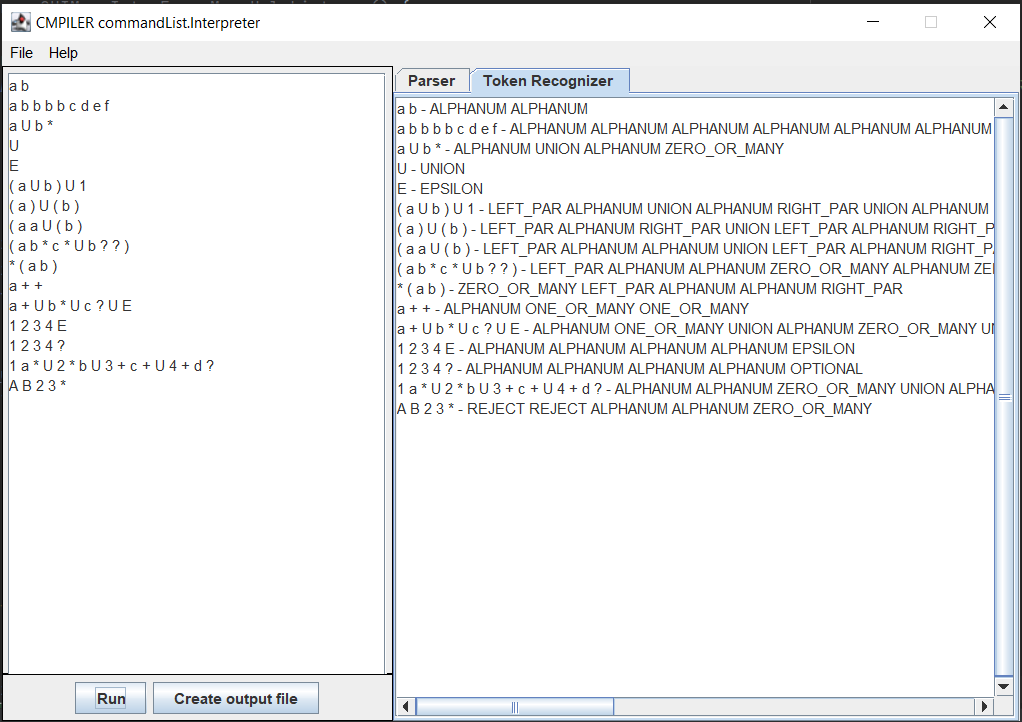 CMPILER commandList.Interpreter
File Help
a b
a b b b b c d e f
a U b *
U
E
( a U b ) U 1
( a ) U ( b )
( a a U ( b )
( a b * c * U b ? ? )
* ( a b )
a + +
a + U b * U c ? U E
1 2 3 4 E
1 2 3 4 ?
1 a * U 2 * b U 3 + c + U 4 + d ?
A B 2 3 *
Run Create output file
Parser Token Recognizer
a b - ALPHANUM ALPHANUM
a b b b b c d e f - ALPHANUM ALPHANUM ALPHANUM ALPHANUM ALPHANUM ALPHANUM
a U b * - ALPHANUM UNION ALPHANUM ZERO_OR_MANY
U - UNION
E - EPSILON
( a U b ) U 1 - LEFT_PAR ALPHANUM UNION ALPHANUM RIGHT_PAR UNION ALPHANUM
( a ) U ( b ) - LEFT_PAR ALPHANUM RIGHT_PAR UNION LEFT_PAR ALPHANUM RIGHT_P
( a a U ( b ) - LEFT_PAR ALPHANUM ALPHANUM UNION LEFT_PAR ALPHANUM RIGHT_P
( a b * c * U b ? ? ) - LEFT_PAR ALPHANUM ALPHANUM ZERO_OR_MANY ALPHANUM ZE
* ( a b ) - ZERO_OR_MANY LEFT_PAR ALPHANUM ALPHANUM RIGHT_PAR
a + + - ALPHANUM ONE_OR_MANY ONE_OR_MANY
a + U b * U c ? U E - ALPHANUM ONE_OR_MANY UNION ALPHANUM ZERO_OR_MANY U
1 2 3 4 E - ALPHANUM ALPHANUM ALPHANUM ALPHANUM EPSILON
1 2 3 4 ? - ALPHANUM ALPHANUM ALPHANUM ALPHANUM OPTIONAL
1 a * U 2 * b U 3 + c + U 4 + d ? - ALPHANUM ALPHANUM ZERO_OR_MANY UNION ALPHA
A B 2 3 * - REJECT REJECT ALPHANUM ALPHANUM ZERO_OR_MANY